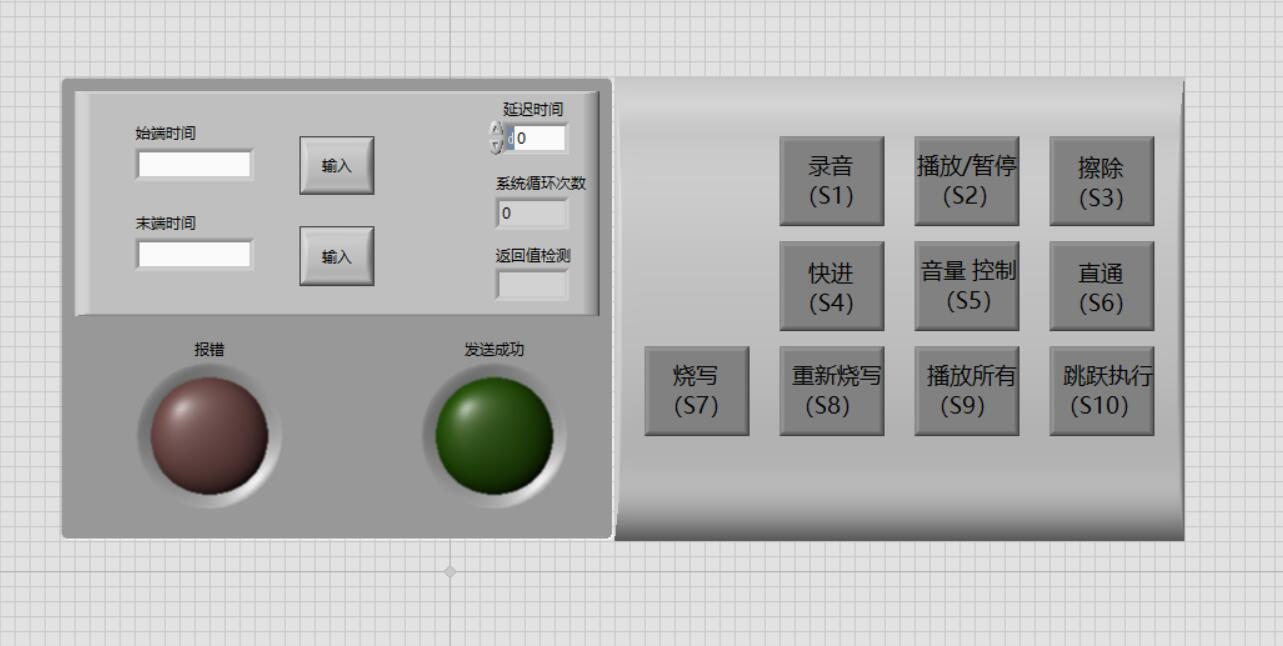 始端时间
输入
延迟时间
d 0
系统循环次数
0
末端时间
输入
返回值检测
报错
发送成功
录音
(S1)
播放/暂停
(S2)
擦除
(S3)
快进
(S4)
音量 控制
(S5)
直通
(S6)
烧写
(S7)
重新烧写
(S8)
播放所有
(S9)
跳跃执行
(S10)